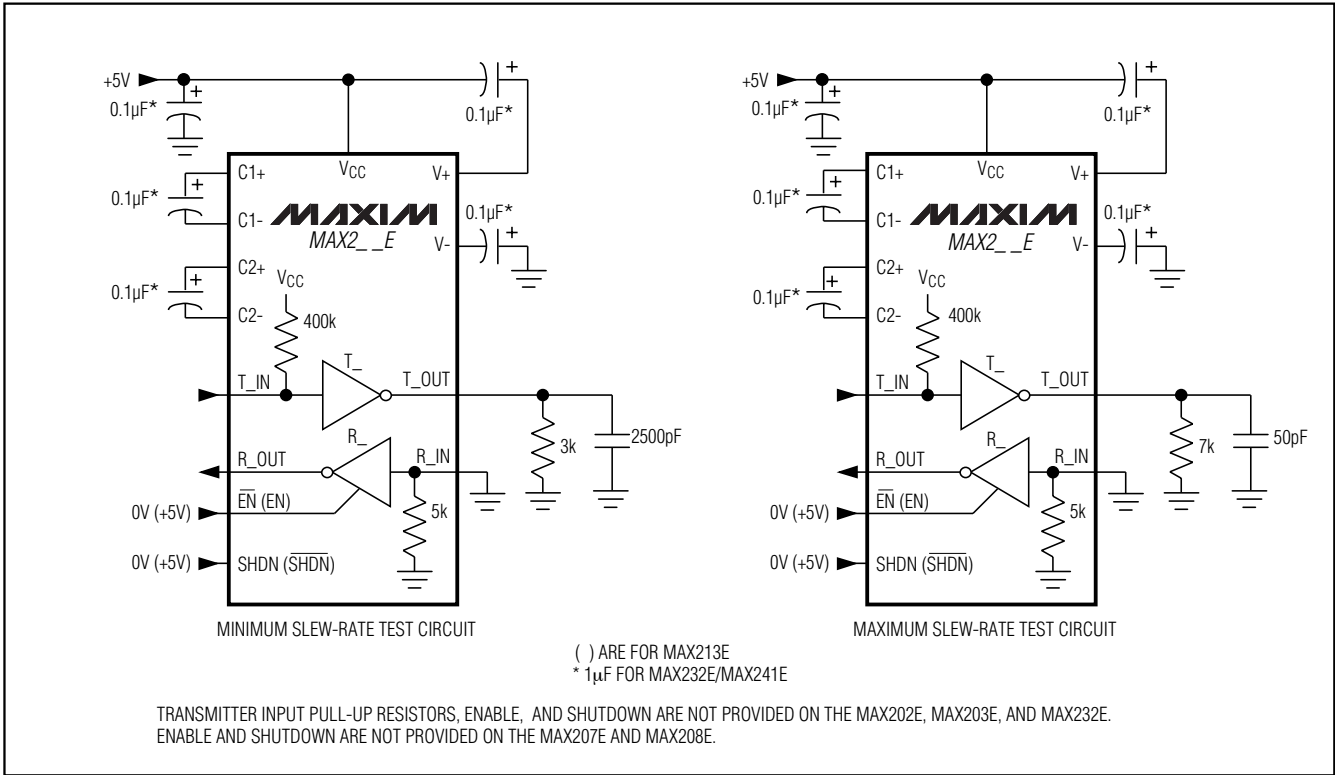 +5V
0.1µF*
0.1µF*
VCC
C1+
V+
0.1µF*
C1-
MAXIM
MAX2_ _E
0.1µF*
V-
C2+
0.1µF*
C2-
VCC
400k
T_
T_IN
T_OUT
3k
2500pF
R_
R_OUT
R_IN
5k
0V (+5V)
E̅N̅ (EN)
0V (+5V)
SHDN (S̅H̅D̅N̅)
MINIMUM SLEW-RATE TEST CIRCUIT
+5V
0.1µF*
0.1µF*
VCC
C1+
V+
0.1µF*
C1-
MAXIM
MAX2_ _E
0.1µF*
V-
C2+
0.1µF*
C2-
VCC
400k
T_
T_IN
T_OUT
7k
50pF
R_
R_OUT
R_IN
5k
0V (+5V)
E̅N̅ (EN)
0V (+5V)
SHDN (S̅H̅D̅N̅)
MAXIMUM SLEW-RATE TEST CIRCUIT
( ) ARE FOR MAX213E
* 1µF FOR MAX232E/MAX241E
TRANSMITTER INPUT PULL-UP RESISTORS, ENABLE, AND SHUTDOWN ARE NOT PROVIDED ON THE MAX202E, MAX203E, AND MAX232E.
ENABLE AND SHUTDOWN ARE NOT PROVIDED ON THE MAX207E AND MAX208E.